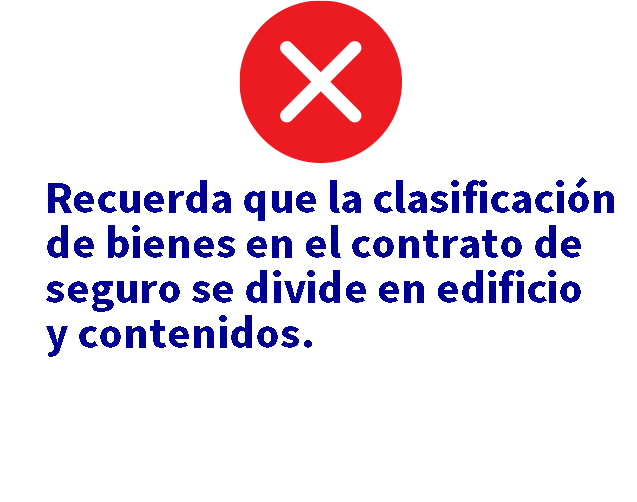 Recuerda que la clasificación
de bienes en el contrato de
seguro se divide en edificio
y contenidos.